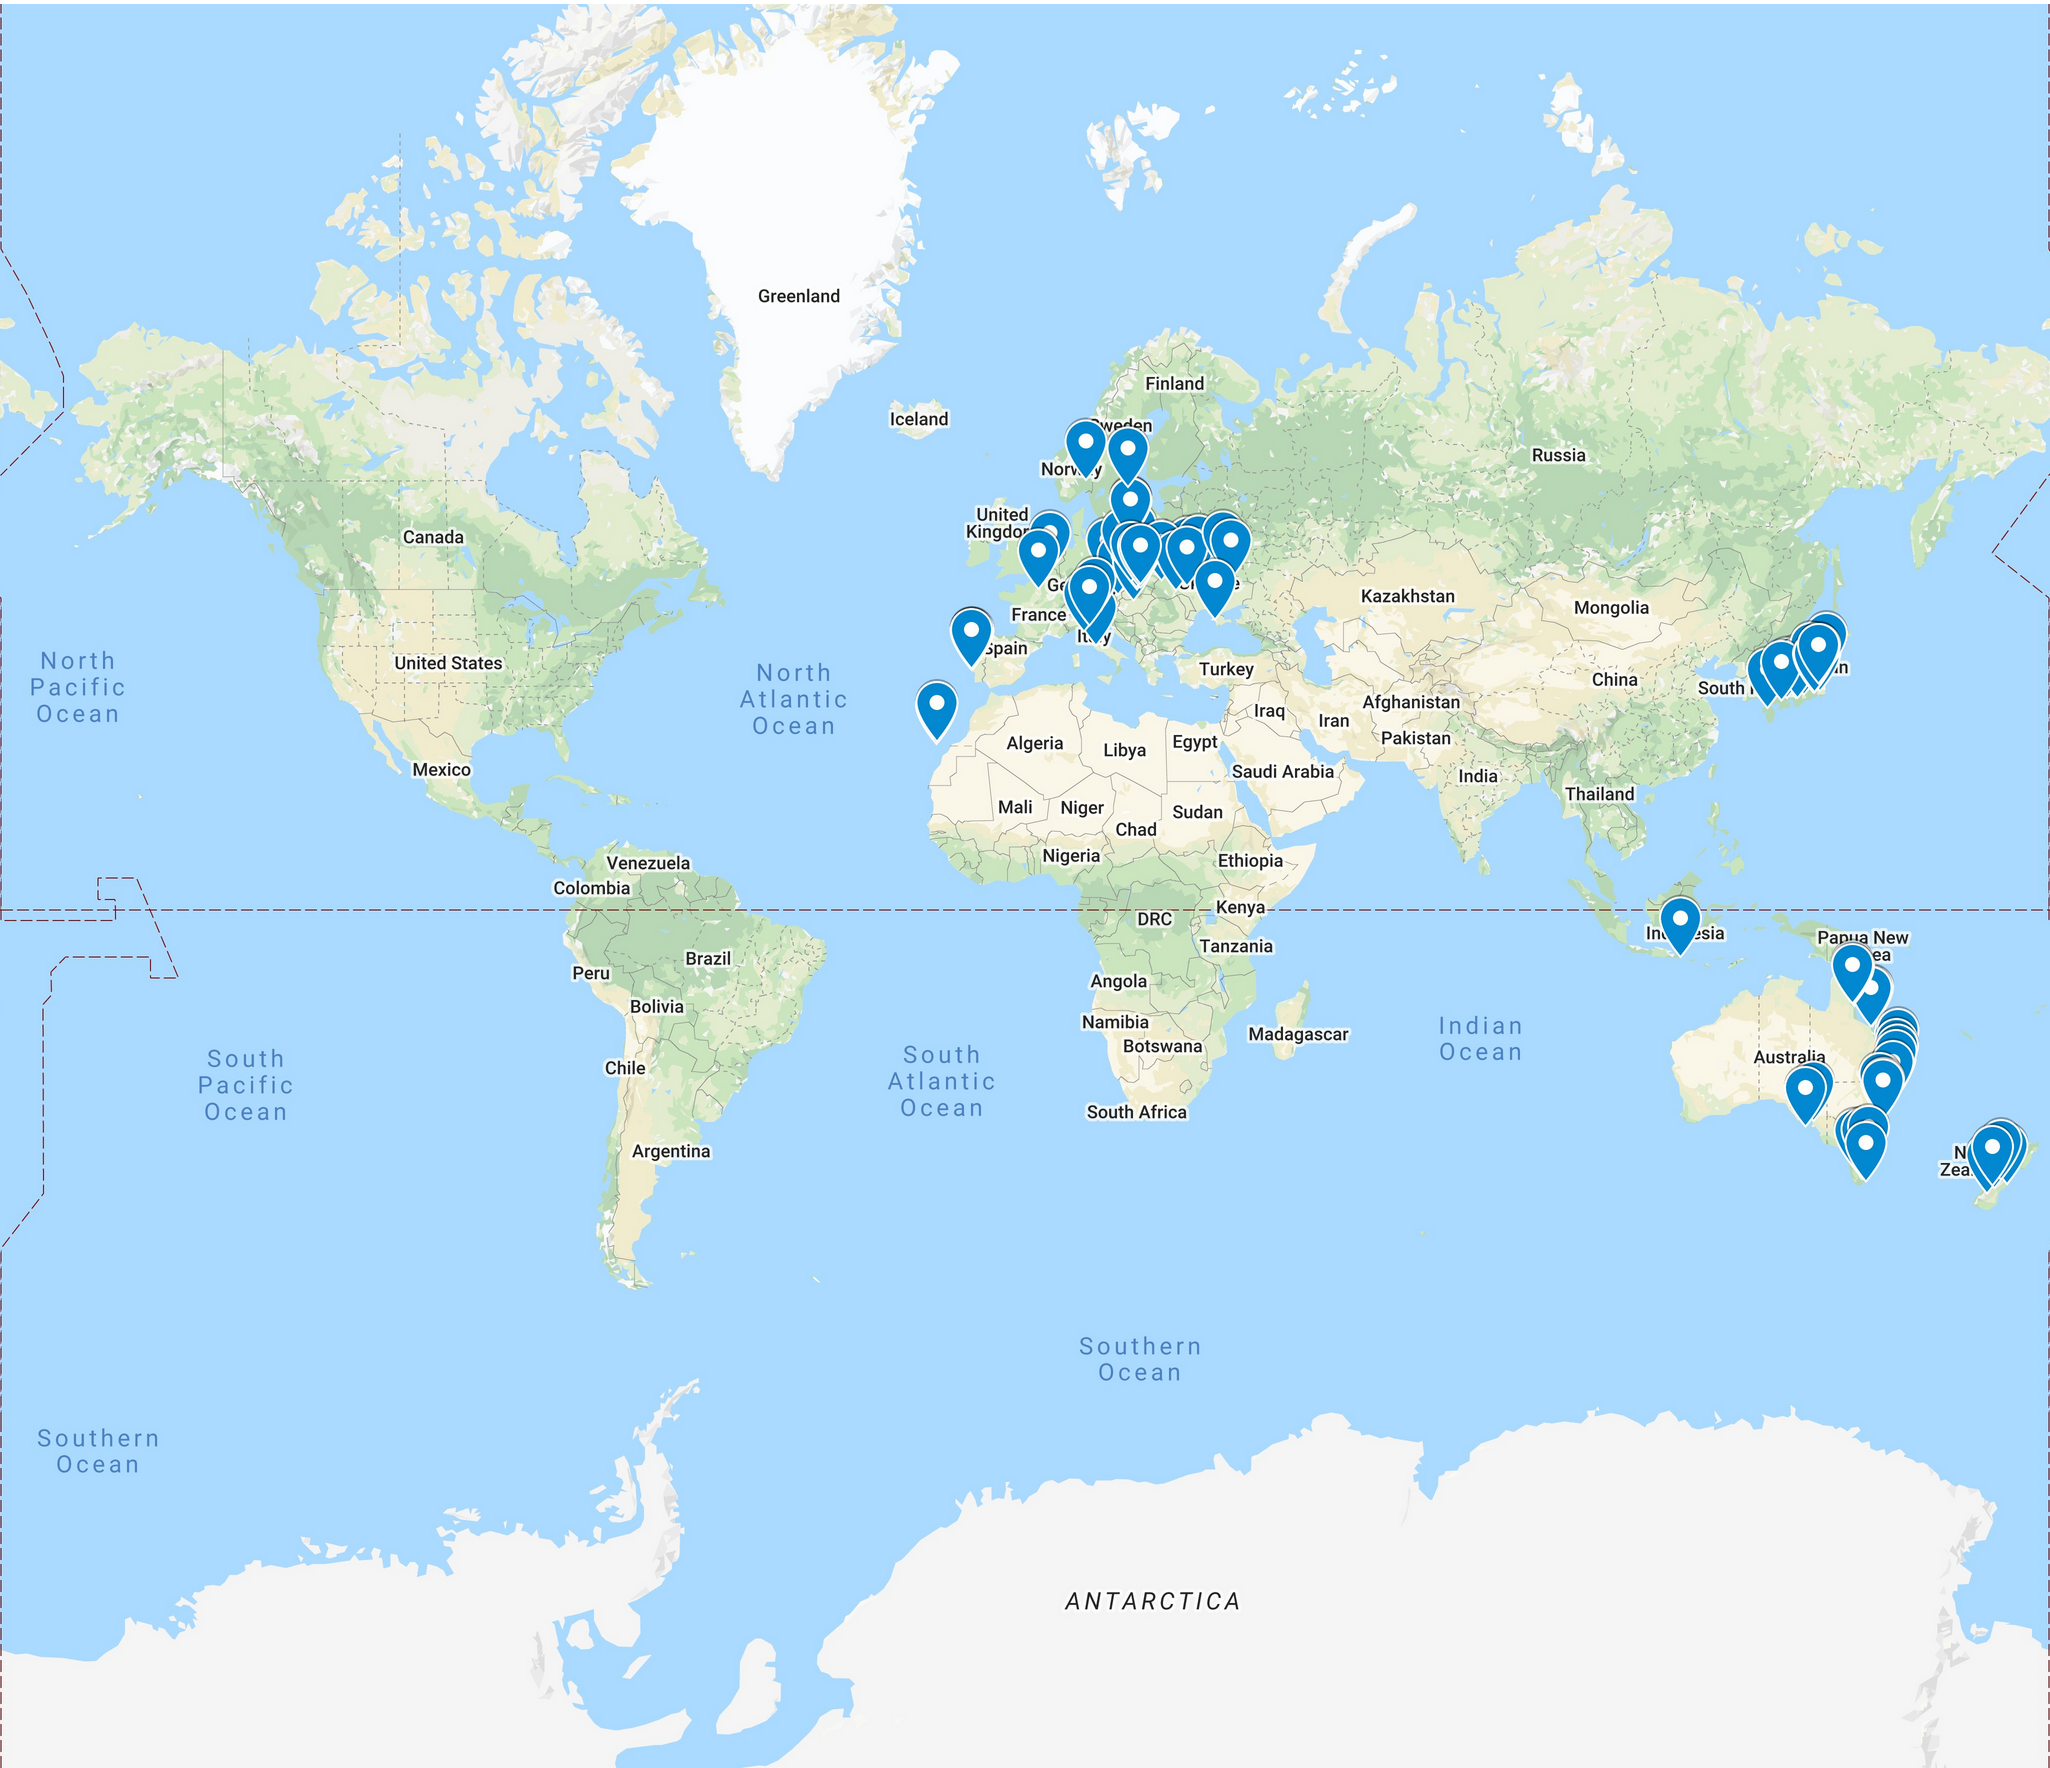 Greenland
Finland
Iceland
Sweden
Norway
Russia
United
Kingdom
Canada
Ge
Kazakhstan
Mongolia
France
Italy
Spain
United States
Turkey
China
South
Afghanistan
Iraq
Iran
Pakistan
North
Pacific
Ocean
North
Atlantic
Ocean
Algeria
Libya
Egypt
Saudi Arabia
India
Mexico
Thailand
Mali
Niger
Sudan
Chad
Nigeria
Ethiopia
Venezuela
Colombia
Kenya
DRC
Indonesia
Papua New
ea
Tanzania
Brazil
Peru
Angola
Bolivia
Namibia
Madagascar
Botswana
Indian
Ocean
Australia
Chile
South
Pacific
Ocean
South
Atlantic
Ocean
South Africa
Argentina
N
Zea
Southern
Ocean
Southern
Ocean
ANTARCTICA